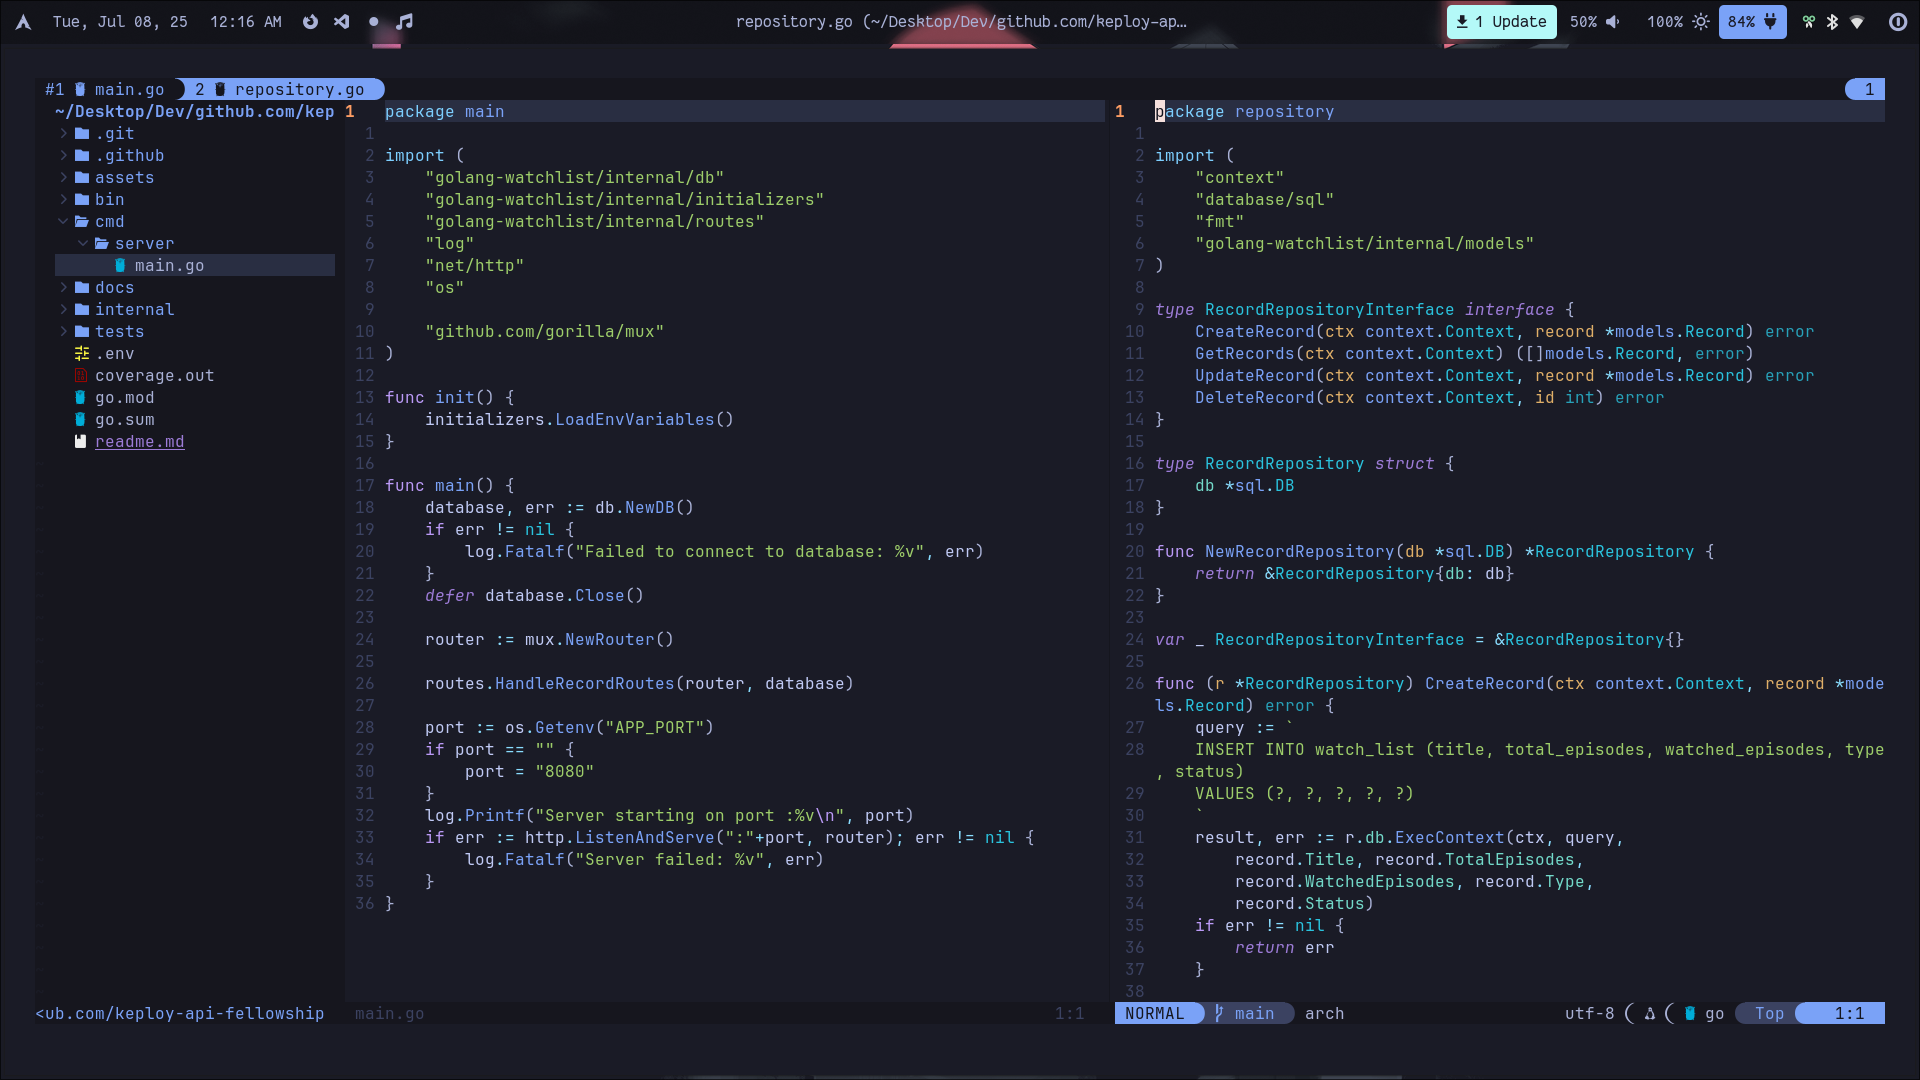 Tue, Jul 08, 25 12:16 AM
repository.go (~/Desktop/Dev/github.com/keploy-ap…
1 Update 50% 100% 84%
#1 main.go 2 repository.go
1
~/Desktop/Dev/github.com/kep
.git
.github
assets
bin
cmd
server
main.go
docs
internal
tests
.env
coverage.out
go.mod
go.sum
readme.md
1 package main
1
2 import (
3 "golang-watchlist/internal/db"
4 "golang-watchlist/internal/initializers"
5 "golang-watchlist/internal/routes"
6 "log"
7 "net/http"
8 "os"
9
10 "github.com/gorilla/mux"
11 )
12
13 func init() {
14 initializers.LoadEnvVariables()
15 }
16
17 func main() {
18 database, err := db.NewDB()
19 if err != nil {
20 log.Fatalf("Failed to connect to database: %v", err)
21 }
22 defer database.Close()
23
24 router := mux.NewRouter()
25
26 routes.HandleRecordRoutes(router, database)
27
28 port := os.Getenv("APP_PORT")
29 if port == "" {
30 port = "8080"
31 }
32 log.Printf("Server starting on port :%v\n", port)
33 if err := http.ListenAndServe(":"+port, router); err != nil {
34 log.Fatalf("Server failed: %v", err)
35 }
36 }
1 package repository
1
2 import (
3 "context"
4 "database/sql"
5 "fmt"
6 "golang-watchlist/internal/models"
7 )
8
9 type RecordRepositoryInterface interface {
10 CreateRecord(ctx context.Context, record *models.Record) error
11 GetRecords(ctx context.Context) ([]models.Record, error)
12 UpdateRecord(ctx context.Context, record *models.Record) error
13 DeleteRecord(ctx context.Context, id int) error
14 }
15
16 type RecordRepository struct {
17 db *sql.DB
18 }
19
20 func NewRecordRepository(db *sql.DB) *RecordRepository {
21 return &RecordRepository{db: db}
22 }
23
24 var _ RecordRepositoryInterface = &RecordRepository{}
25
26 func (r *RecordRepository) CreateRecord(ctx context.Context, record *mode
ls.Record) error {
27 query := `
28 INSERT INTO watch_list (title, total_episodes, watched_episodes, type
, status)
29 VALUES (?, ?, ?, ?, ?)
30 `
31 result, err := r.db.ExecContext(ctx, query,
32 record.Title, record.TotalEpisodes,
33 record.WatchedEpisodes, record.Type,
34 record.Status)
35 if err != nil {
36 return err
37 }
38
<ub.com/keploy-api-fellowship main.go 1:1
NORMAL main arch utf-8 go Top 1:1